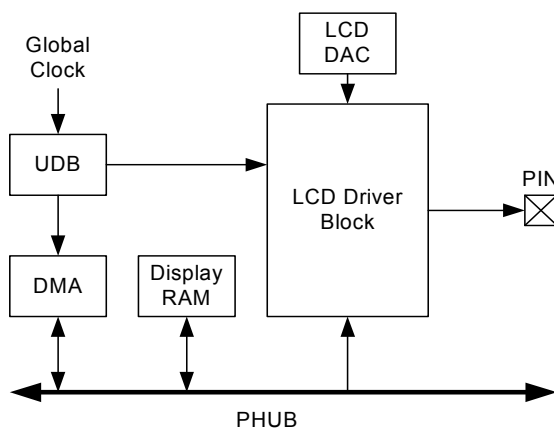 LCD
DAC
Global
Clock
UDB
LCD Driver
Block
PIN
DMA
Display
RAM
PHUB